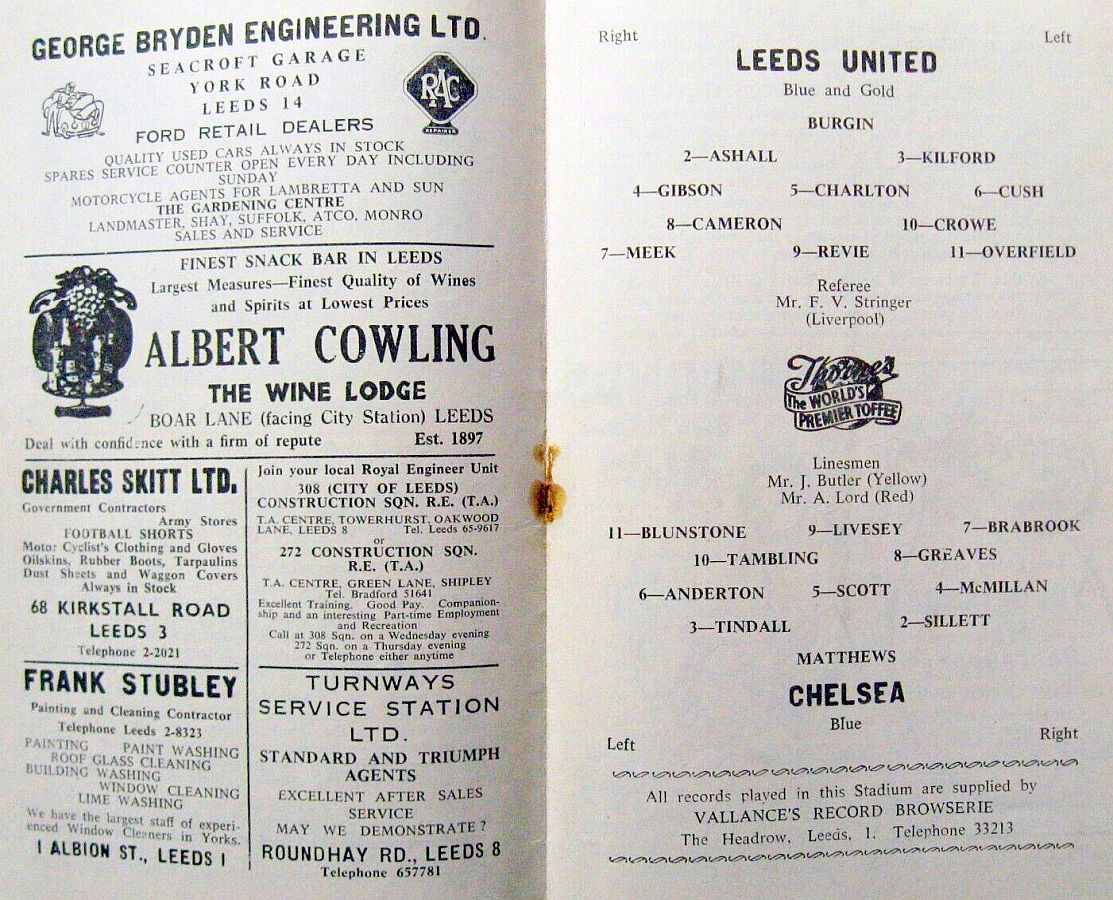 GEORGE BRYDEN ENGINEERING LTD.
SEACROFT GARAGE
YORK ROAD
LEEDS 14
RAC
REPAIRER
FORD RETAIL DEALERS
QUALITY USED CARS ALWAYS IN STOCK
SPARES SERVICE COUNTER OPEN EVERY DAY INCLUDING
SUNDAY
MOTORCYCLE AGENTS FOR LAMBRETTA AND SUN
THE GARDENING CENTRE
LANDMASTER, SHAY, SUFFOLK, ATCO, MONRO
SALES AND SERVICE
FINEST SNACK BAR IN LEEDS
Largest Measures—Finest Quality of Wines
and Spirits at Lowest Prices
ALBERT COWLING
THE WINE LODGE
BOAR LANE (facing City Station) LEEDS
Deal with confidence with a firm of repute Est. 1897
CHARLES SKITT LTD.
Government Contractors
Army Stores
FOOTBALL SHORTS
Motor Cyclist's Clothing and Gloves
Oilskins, Rubber Boots, Tarpaulins
Dust Sheets and Waggon Covers
Always in Stock
68 KIRKSTALL ROAD
LEEDS 3
Telephone 2-2021
Join your local Royal Engineer Unit
308 (CITY OF LEEDS)
CONSTRUCTION SQN. R.E. (T.A.)
T.A. CENTRE, TOWERHURST, OAKWOOD
LANE, LEEDS 8 Tel. Leeds 65-9617
or
272 CONSTRUCTION SQN.
R.E. (T.A.)
T.A. CENTRE, GREEN LANE, SHIPLEY
Tel. Bradford 51641
Excellent Training. Good Pay. Companion-
ship and an interesting Part-time Employment
and Recreation
Call at 308 Sqn. on a Wednesday evening
272 Sqn. on a Thursday evening
or Telephone either anytime
FRANK STUBLEY
Painting and Cleaning Contractor
Telephone Leeds 2-8323
PAINTING PAINT WASHING
ROOF GLASS CLEANING
BUILDING WASHING
WINDOW CLEANING
LIME WASHING
We have the largest staff of experi-
enced Window Cleaners in Yorks.
1 ALBION ST., LEEDS 1
TURNWAYS
SERVICE STATION
LTD.
STANDARD AND TRIUMPH
AGENTS
EXCELLENT AFTER SALES
SERVICE
MAY WE DEMONSTRATE?
ROUNDHAY RD., LEEDS 8
Telephone 657781
Right Left
LEEDS UNITED
Blue and Gold
BURGIN
2—ASHALL 3—KILFORD
4—GIBSON 5—CHARLTON 6—CUSH
8—CAMERON 10—CROWE
7—MEEK 9—REVIE 11—OVERFIELD
Referee
Mr. F. V. Stringer
(Liverpool)
Thorne's
The WORLD'S
PREMIER TOFFEE
Linesmen
Mr. J. Butler (Yellow)
Mr. A. Lord (Red)
11—BLUNSTONE 9—LIVESEY 7—BRABROOK
10—TAMBLING 8—GREAVES
6—ANDERTON 5—SCOTT 4—McMILLAN
3—TINDALL 2—SILLETT
MATTHEWS
CHELSEA
Blue
Left Right
All records played in this Stadium are supplied by
VALLANCE'S RECORD BROWSERIE
The Headrow, Leeds, 1. Telephone 33213